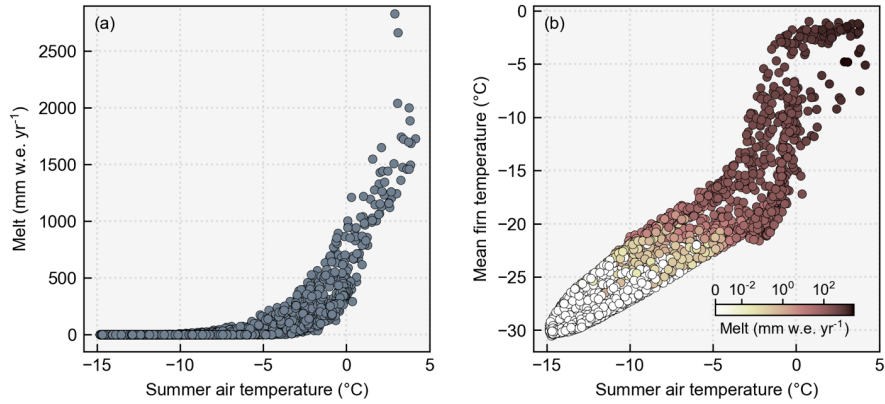 (a)
Melt (mm w.e. yr⁻¹)
2500
2000
1500
1000
500
0
−15
−10
−5
0
5
Summer air temperature (°C)
(b)
Mean firn temperature (°C)
0
−5
−10
−15
−20
−25
−30
0 10⁻² 10⁰ 10²
Melt (mm w.e. yr⁻¹)
−15
−10
−5
0
5
Summer air temperature (°C)